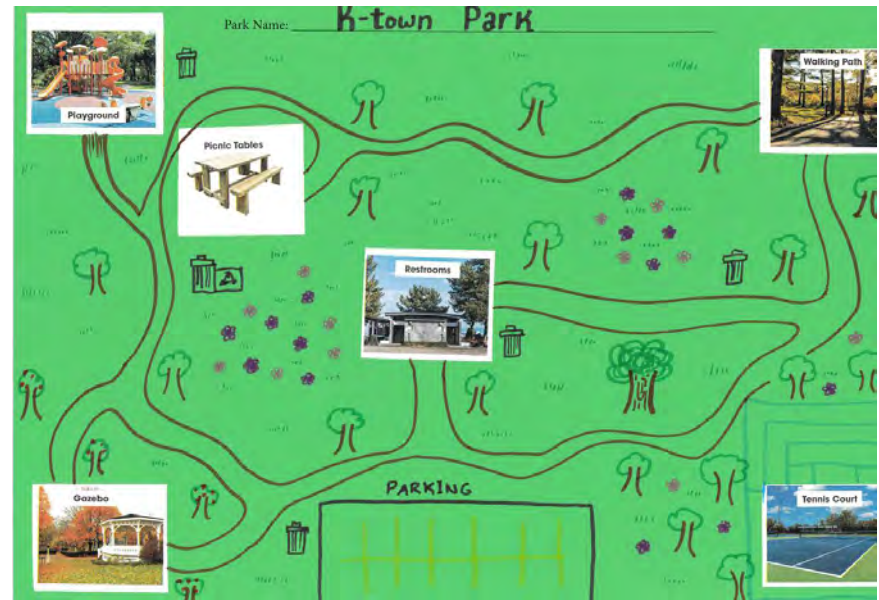 Park Name: K-town Park
Playground
Walking Path
Picnic Tables
Restrooms
PARKING
Gazebo
Tennis Court